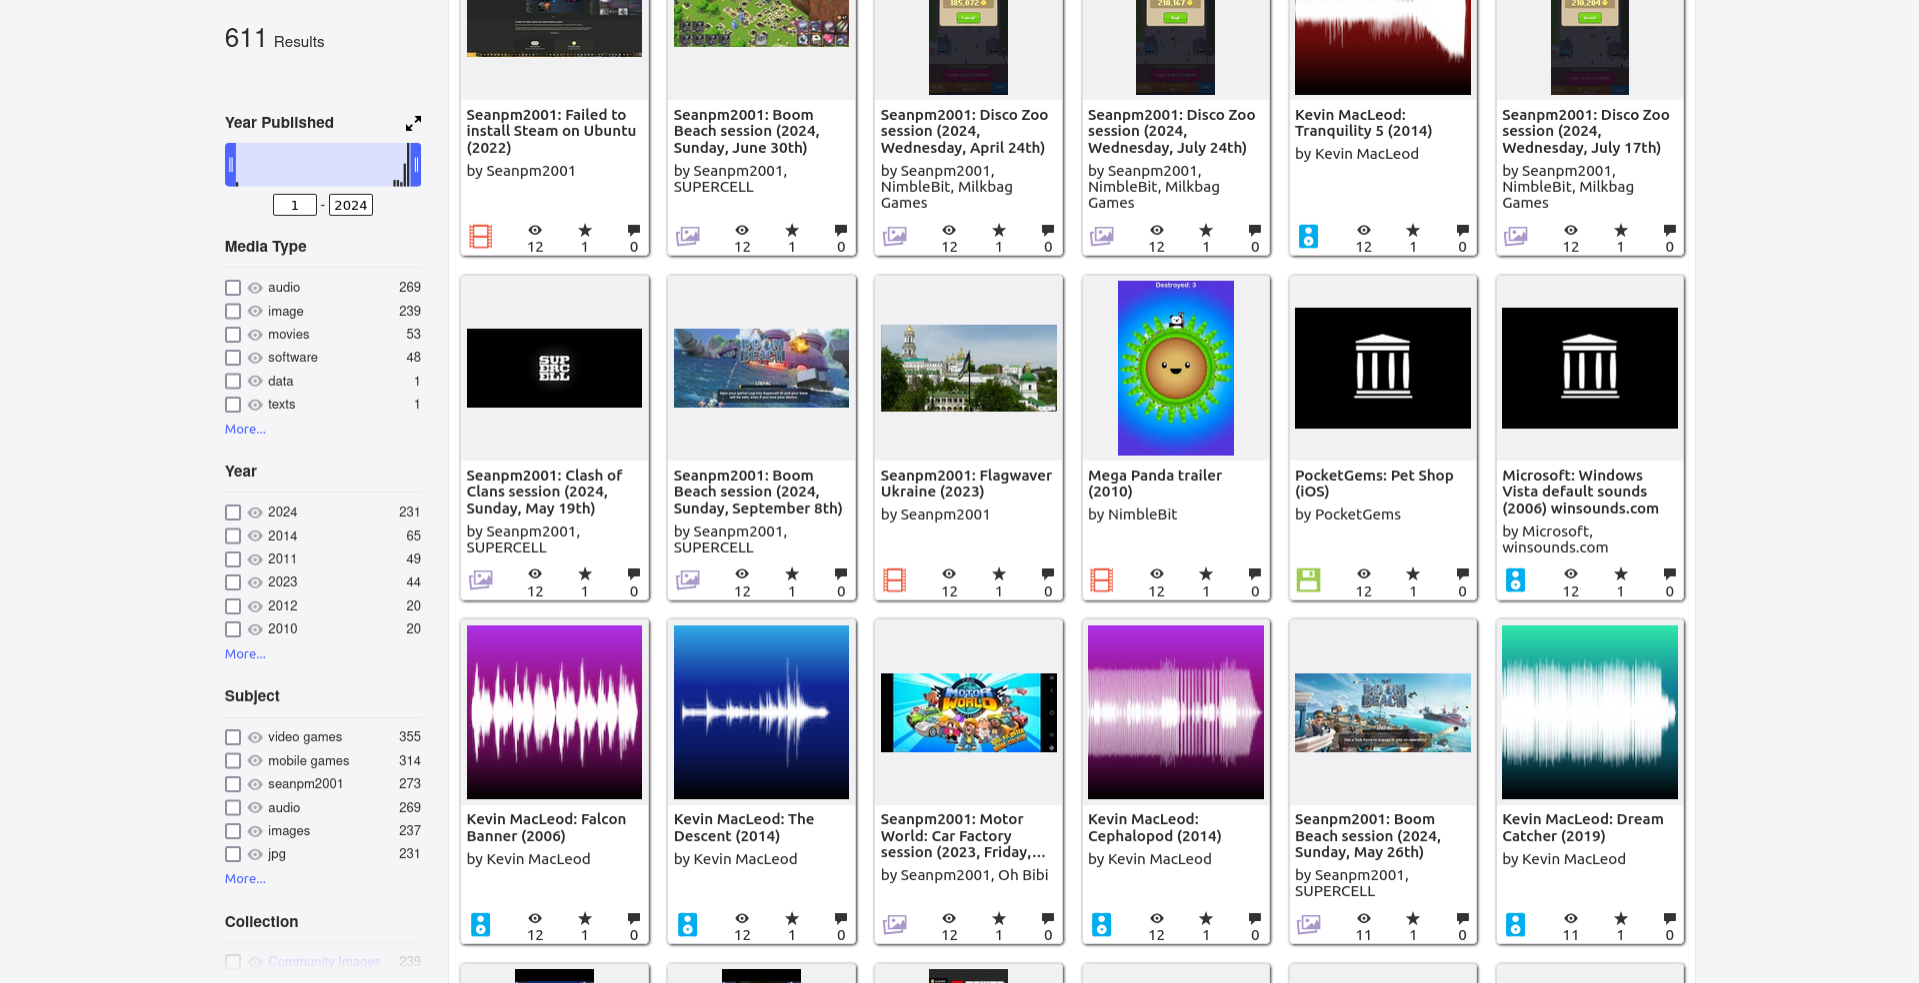 611 Results
Year Published
1 - 2024
Media Type
audio 269
image 239
movies 53
software 48
data 1
texts 1
More...
Year
2024 231
2014 65
2011 49
2023 44
2012 20
2010 20
More...
Subject
video games 355
mobile games 314
seanpm2001 273
audio 269
images 237
jpg 231
More...
Collection
Community Images 239
Seanpm2001: Failed to
install Steam on Ubuntu
(2022)
by Seanpm2001
12 1 0
Seanpm2001: Boom
Beach session (2024,
Sunday, June 30th)
by Seanpm2001,
SUPERCELL
12 1 0
185,072
Seanpm2001: Disco Zoo
session (2024,
Wednesday, April 24th)
by Seanpm2001,
NimbleBit, Milkbag
Games
12 1 0
210,167
Seanpm2001: Disco Zoo
session (2024,
Wednesday, July 24th)
by Seanpm2001,
NimbleBit, Milkbag
Games
12 1 0
Kevin MacLeod:
Tranquility 5 (2014)
by Kevin MacLeod
12 1 0
210,204
Seanpm2001: Disco Zoo
session (2024,
Wednesday, July 17th)
by Seanpm2001,
NimbleBit, Milkbag
Games
12 1 0
SUP
ERC
ELL
Seanpm2001: Clash of
Clans session (2024,
Sunday, May 19th)
by Seanpm2001,
SUPERCELL
12 1 0
BOOM
BEACH
Seanpm2001: Boom
Beach session (2024,
Sunday, September 8th)
by Seanpm2001,
SUPERCELL
12 1 0
Seanpm2001: Flagwaver
Ukraine (2023)
by Seanpm2001
12 1 0
Destroyed: 3
Mega Panda trailer
(2010)
by NimbleBit
12 1 0
PocketGems: Pet Shop
(iOS)
by PocketGems
12 1 0
Microsoft: Windows
Vista default sounds
(2006) winsounds.com
by Microsoft,
winsounds.com
12 1 0
Kevin MacLeod: Falcon
Banner (2006)
by Kevin MacLeod
12 1 0
Kevin MacLeod: The
Descent (2014)
by Kevin MacLeod
12 1 0
MOTOR
WORLD
Seanpm2001: Motor
World: Car Factory
session (2023, Friday,...
by Seanpm2001, Oh Bibi
12 1 0
Kevin MacLeod:
Cephalopod (2014)
by Kevin MacLeod
12 1 0
BOOM
BEACH
Seanpm2001: Boom
Beach session (2024,
Sunday, May 26th)
by Seanpm2001,
SUPERCELL
11 1 0
Kevin MacLeod: Dream
Catcher (2019)
by Kevin MacLeod
11 1 0